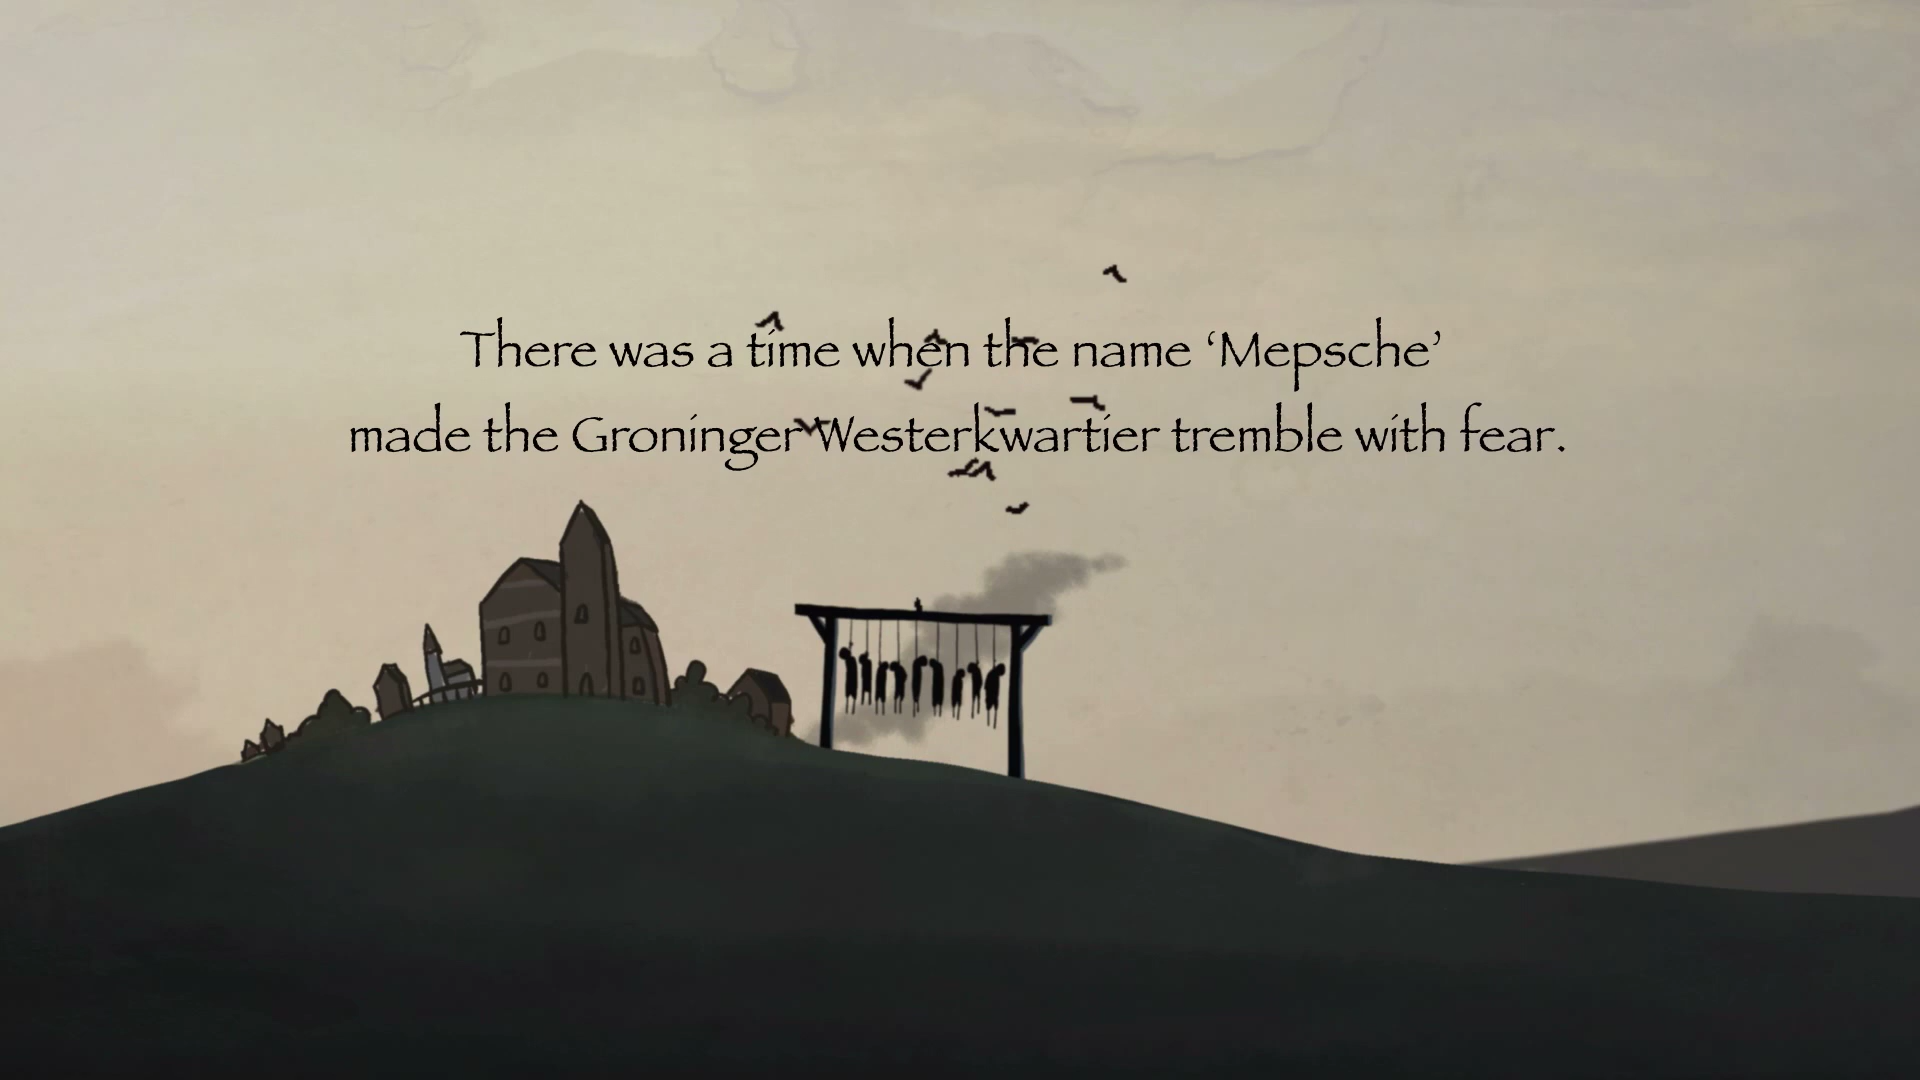 There was a time when the name ‘Mepsche’
made the Groninger Westerkwartier tremble with fear.